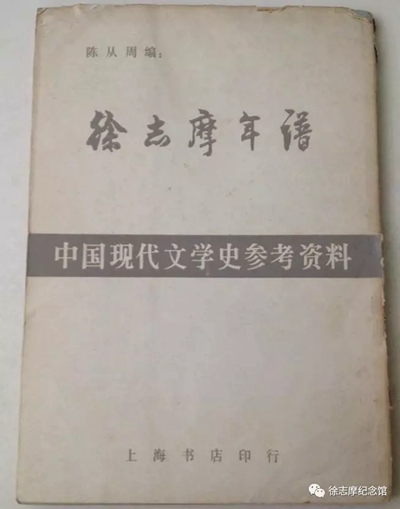 陈从周编：
徐志摩年谱
中国现代文学史参考资料
上海书店印行
徐志摩纪念馆